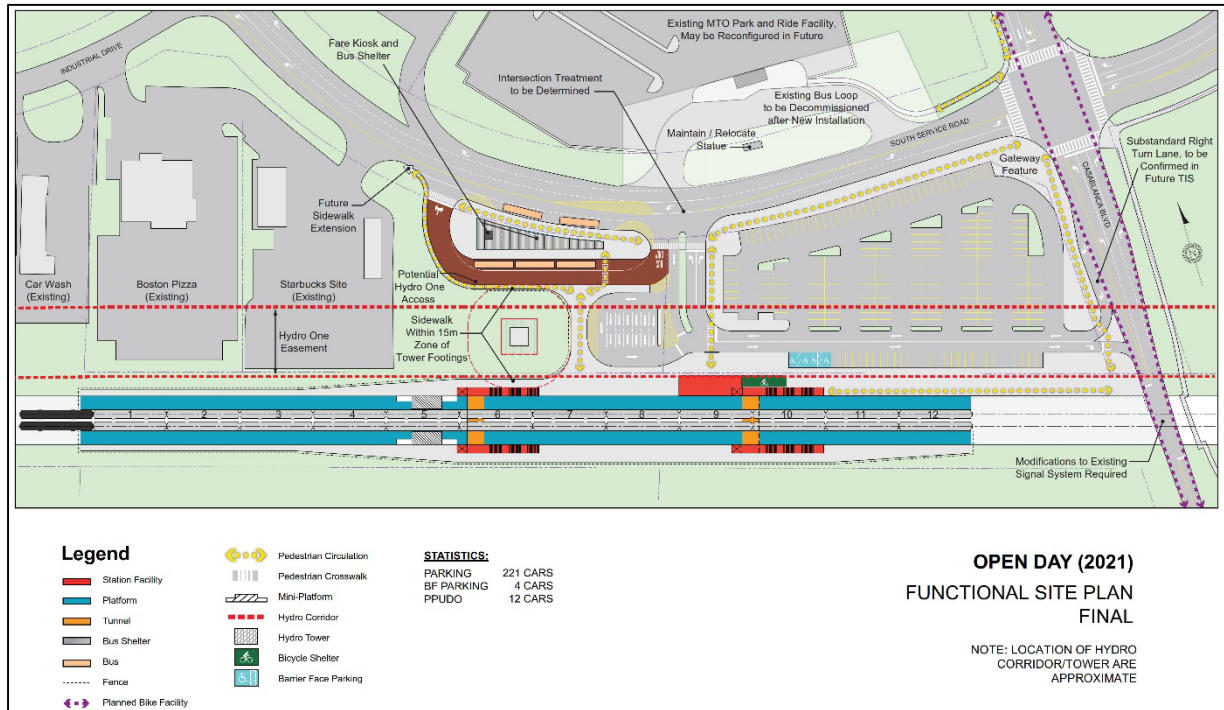 Existing MTO Park and Ride Facility,
May be Reconfigured in Future
Fare Kiosk and
Bus Shelter
INDUSTRIAL DRIVE
Intersection Treatment
to be Determined
Existing Bus Loop
to be Decommissioned
after New Installation
Maintain / Relocate
Statue
SOUTH SERVICE ROAD
Gateway
Feature
Substandard Right
Turn Lane, to be
Confirmed in
Future TIS
CASABLANCA BLVD
Future
Sidewalk
Extension
Potential
Hydro One
Access
Car Wash
(Existing)
Boston Pizza
(Existing)
Starbucks Site
(Existing)
Sidewalk
Within 15m
Zone of
Tower Footings
Hydro One
Easement
1 2 3 4 5 6 7 8 9 10 11 12
Modifications to Existing
Signal System Required
Legend
Station Facility
Platform
Tunnel
Bus Shelter
Bus
Fence
Planned Bike Facility
Pedestrian Circulation
Pedestrian Crosswalk
Mini-Platform
Hydro Corridor
Hydro Tower
Bicycle Shelter
Barrier Face Parking
STATISTICS:
PARKING 221 CARS
BF PARKING 4 CARS
PPUDO 12 CARS
OPEN DAY (2021)
FUNCTIONAL SITE PLAN
FINAL
NOTE: LOCATION OF HYDRO
CORRIDOR/TOWER ARE
APPROXIMATE